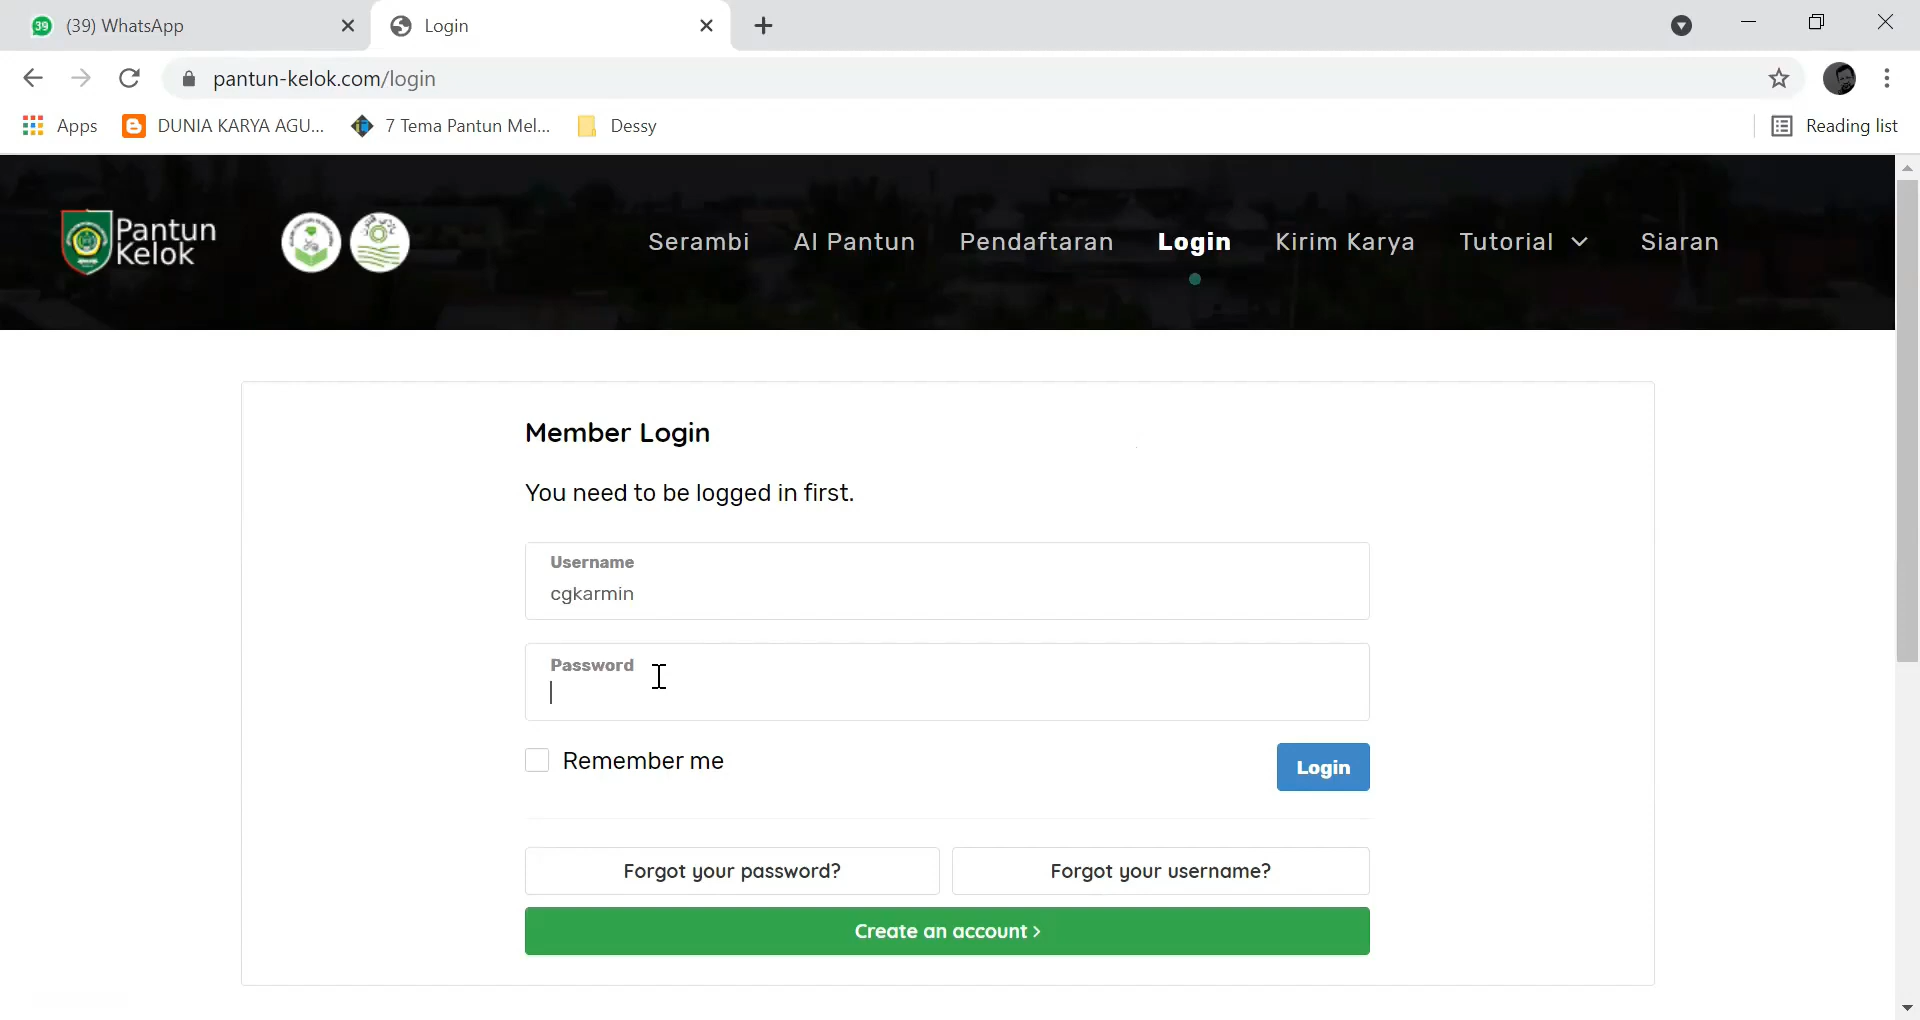 39
(39) WhatsApp
Login
pantun-kelok.com/login
Apps
DUNIA KARYA AGU...
7 Tema Pantun Mel...
Dessy
Reading list
Pantun
Kelok
Serambi
AI Pantun
Pendaftaran
Login
Kirim Karya
Tutorial
Siaran
Member Login
You need to be logged in first.
Username
cgkarmin
Password
Remember me
Login
Forgot your password?
Forgot your username?
Create an account >